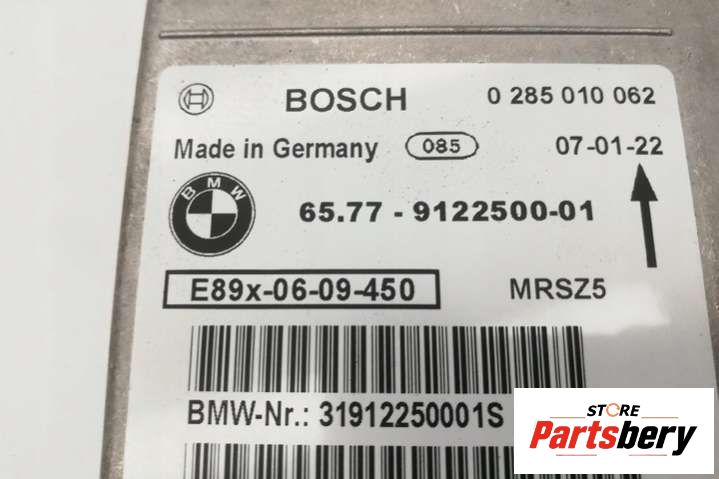 BOSCH 0 285 010 062
Made in Germany 085 07-01-22
BMW 65.77 - 9122500-01
E89x-06-09-450 MRSZ5
BMW-Nr.: 31912250001S
STORE
Partsbery